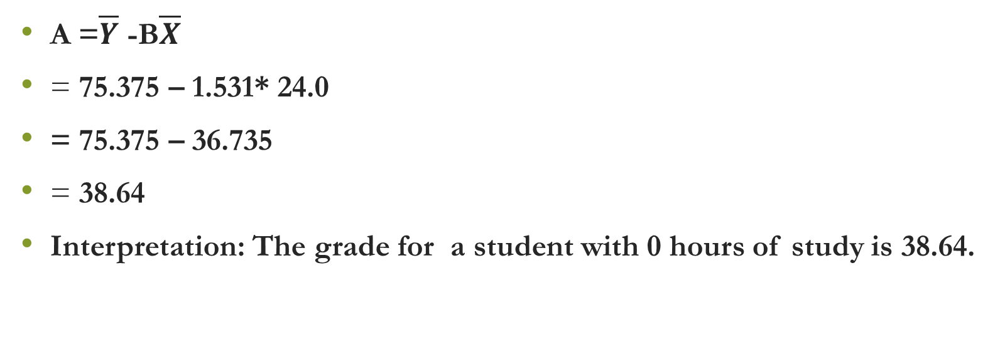 • A =Y̅ -BX̅
• = 75.375 – 1.531* 24.0
• = 75.375 – 36.735
• = 38.64
• Interpretation: The grade for a student with 0 hours of study is 38.64.